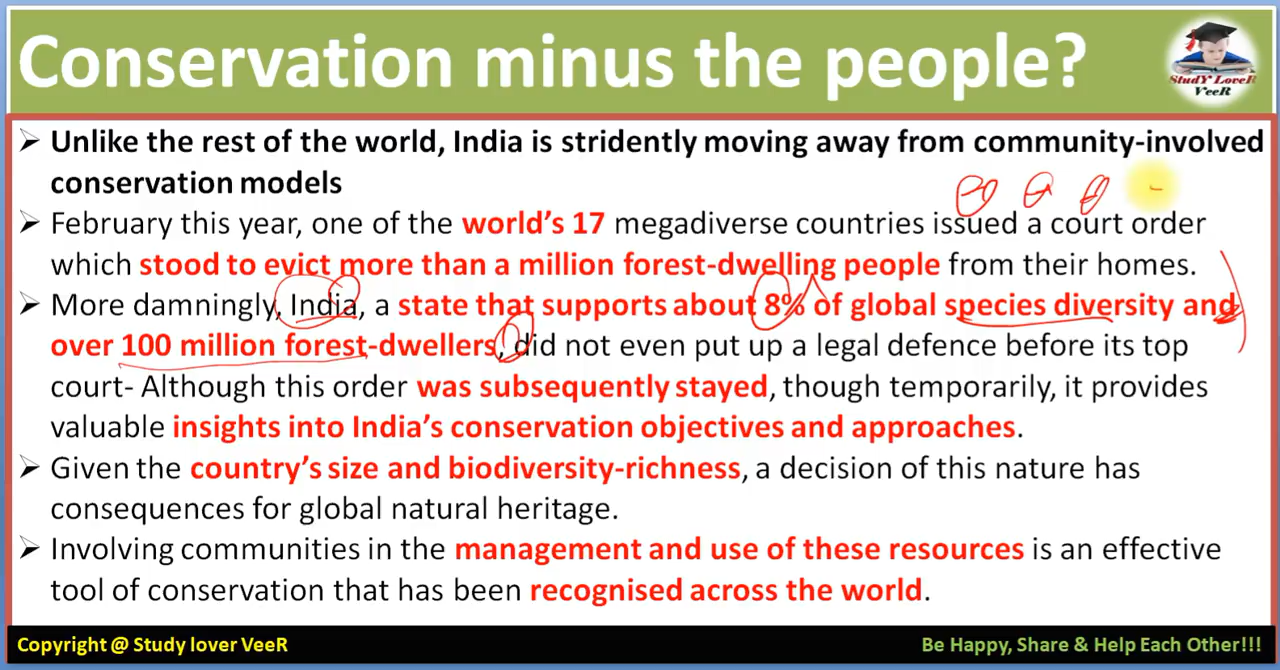 Conservation minus the people?
StudY LoveR
VeeR
➢ Unlike the rest of the world, India is stridently moving away from community-involved
conservation models
➢ February this year, one of the world's 17 megadiverse countries issued a court order
which stood to evict more than a million forest-dwelling people from their homes.
➢ More damningly, India, a state that supports about 8% of global species diversity and
over 100 million forest-dwellers, did not even put up a legal defence before its top
court- Although this order was subsequently stayed, though temporarily, it provides
valuable insights into India's conservation objectives and approaches.
➢ Given the country's size and biodiversity-richness, a decision of this nature has
consequences for global natural heritage.
➢ Involving communities in the management and use of these resources is an effective
tool of conservation that has been recognised across the world.
Copyright @ Study lover VeeR
Be Happy, Share & Help Each Other!!!